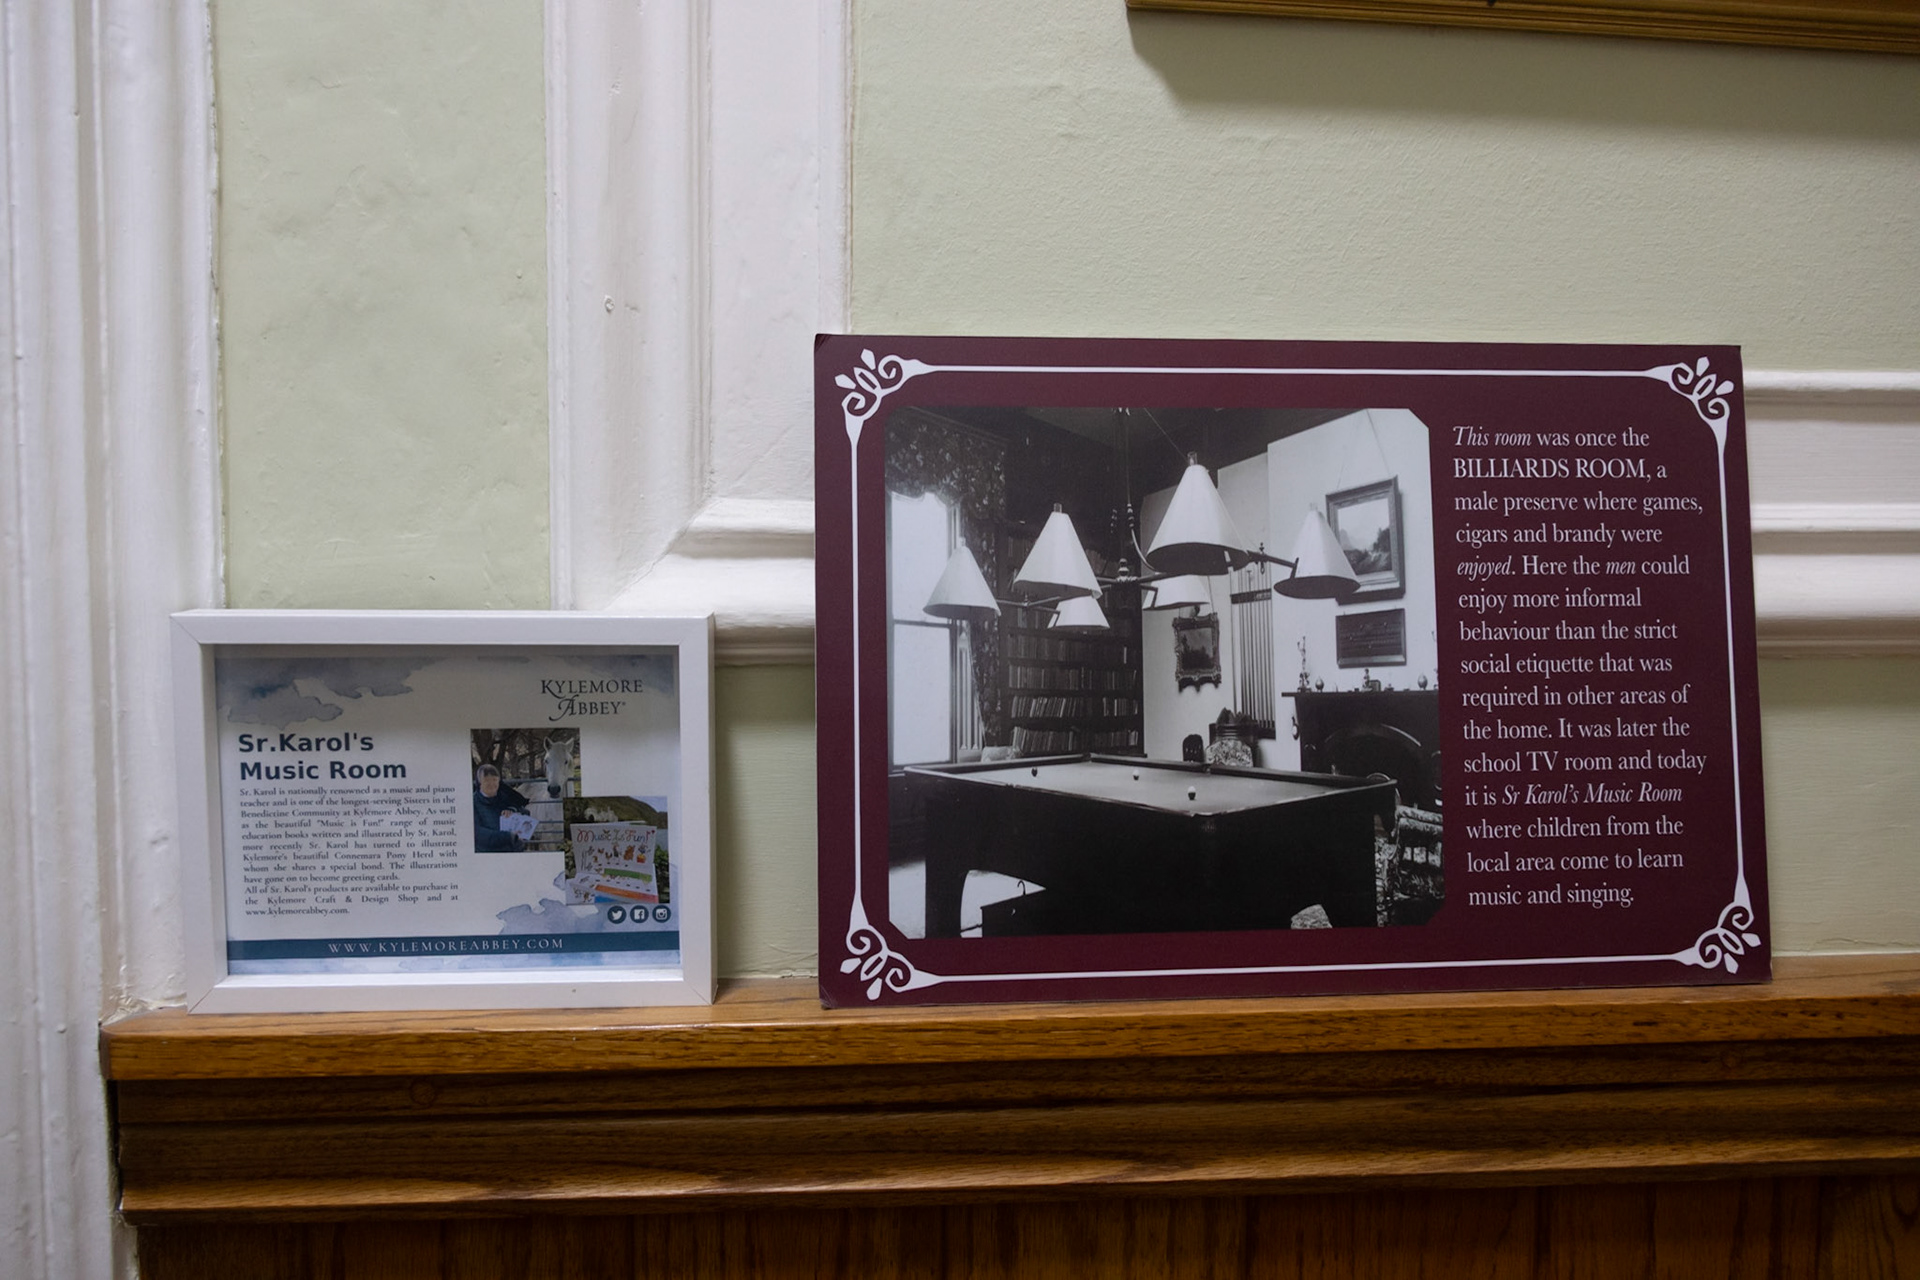 KYLEMORE
ABBEY®
Sr.Karol's
Music Room
Sr. Karol is nationally renowned as a music and piano
teacher and is one of the longest-serving Sisters in the
Benedictine Community at Kylemore Abbey. As well
as the beautiful "Music is Fun!" range of music
education books written and illustrated by Sr. Karol,
more recently Sr. Karol has turned to illustrate
Kylemore's beautiful Connemara Pony Herd with
whom she shares a special bond. The illustrations
have gone on to become greeting cards.
All of Sr. Karol's products are available to purchase in
the Kylemore Craft & Design Shop and at
www.kylemoreabbey.com.
Music is Fun!
WWW.KYLEMOREABBEY.COM
This room was once the
BILLIARDS ROOM, a
male preserve where games,
cigars and brandy were
enjoyed. Here the men could
enjoy more informal
behaviour than the strict
social etiquette that was
required in other areas of
the home. It was later the
school TV room and today
it is Sr Karol's Music Room
where children from the
local area come to learn
music and singing.